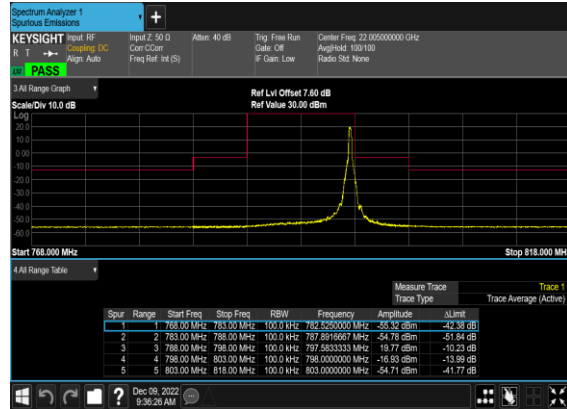 Spectrum Analyzer 1
Spurious Emissions
+
KEYSIGHT Input: RF Input Z: 50 Ω Atten: 40 dB Trig: Free Run Center Freq: 22.005000000 GHz
R T Coupling: DC Corr CCorr Gate: Off Avg|Hold: 100/100
Align: Auto Freq Ref: Int (S) IF Gain: Low Radio Std: None
PASS
3 All Range Graph Ref Lvl Offset 7.60 dB
Scale/Div 10.0 dB Ref Value 30.00 dBm
Log
20.0
10.0
0.00
-10.0
-20.0
-30.0
-40.0
-50.0
-60.0
Start 768.000 MHz Stop 818.000 MH
4 All Range Table
Measure Trace Trace 1
Trace Type Trace Average (Active)
Spur Range Start Freq Stop Freq RBW Frequency Amplitude ΔLimit
1 1 768.00 MHz 783.00 MHz 100.0 kHz 782.5250000 MHz -55.32 dBm -42.38 dB
2 2 783.00 MHz 788.00 MHz 100.0 kHz 787.8916667 MHz -54.78 dBm -51.84 dB
3 3 788.00 MHz 798.00 MHz 100.0 kHz 797.5833333 MHz 19.77 dBm -10.23 dB
4 4 798.00 MHz 803.00 MHz 100.0 kHz 798.0000000 MHz -16.93 dBm -13.99 dB
5 5 803.00 MHz 818.00 MHz 100.0 kHz 803.0000000 MHz -54.71 dBm -41.77 dB
? Dec 09, 2022
9:36:26 AM